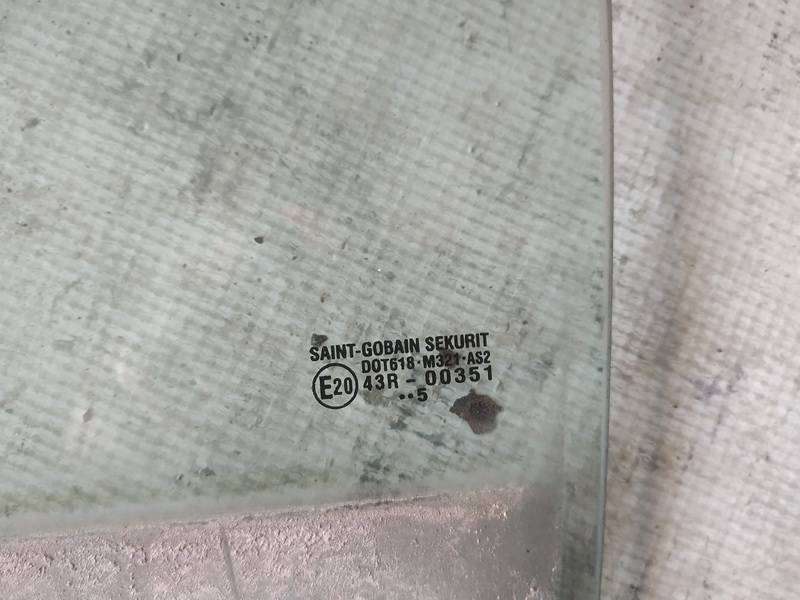 SAINT-GOBAIN SEKURIT
DOT618·M321·AS2
E20 43R - 00351
··5